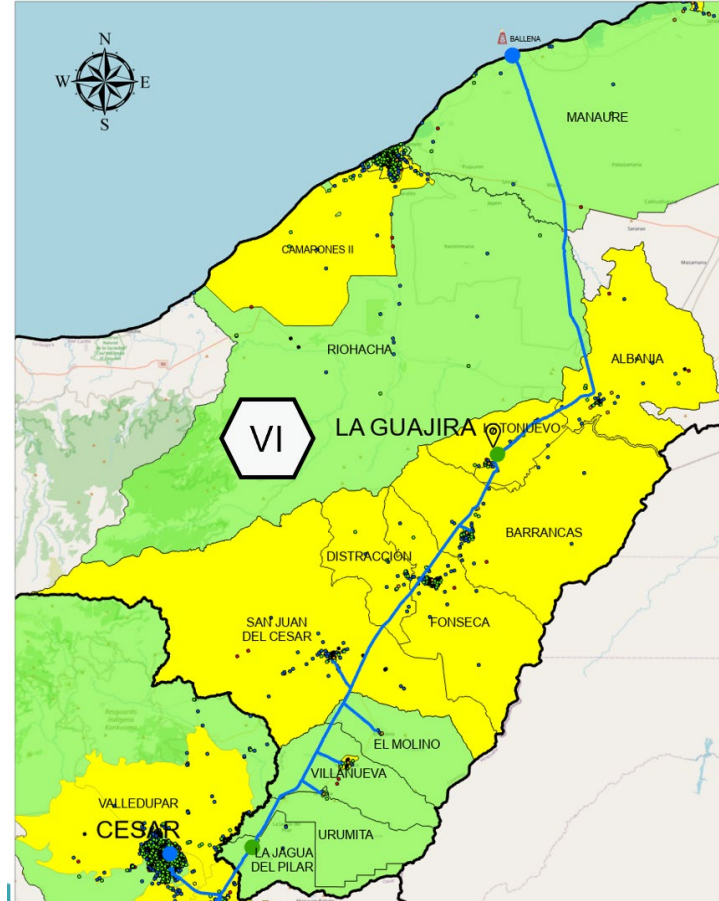 N
W E
S
BALLENA
MANAURE
CAMARONES II
RIOHACHA
ALBANIA
VI
LA GUAJIRA
BARRANCAS
DISTRACCIÓN
SAN JUAN
DEL CESAR
FONSECA
EL MOLINO
VILLANUEVA
VALLEDUPAR
CESAR
URUMITA
LA JAGUA
DEL PILAR